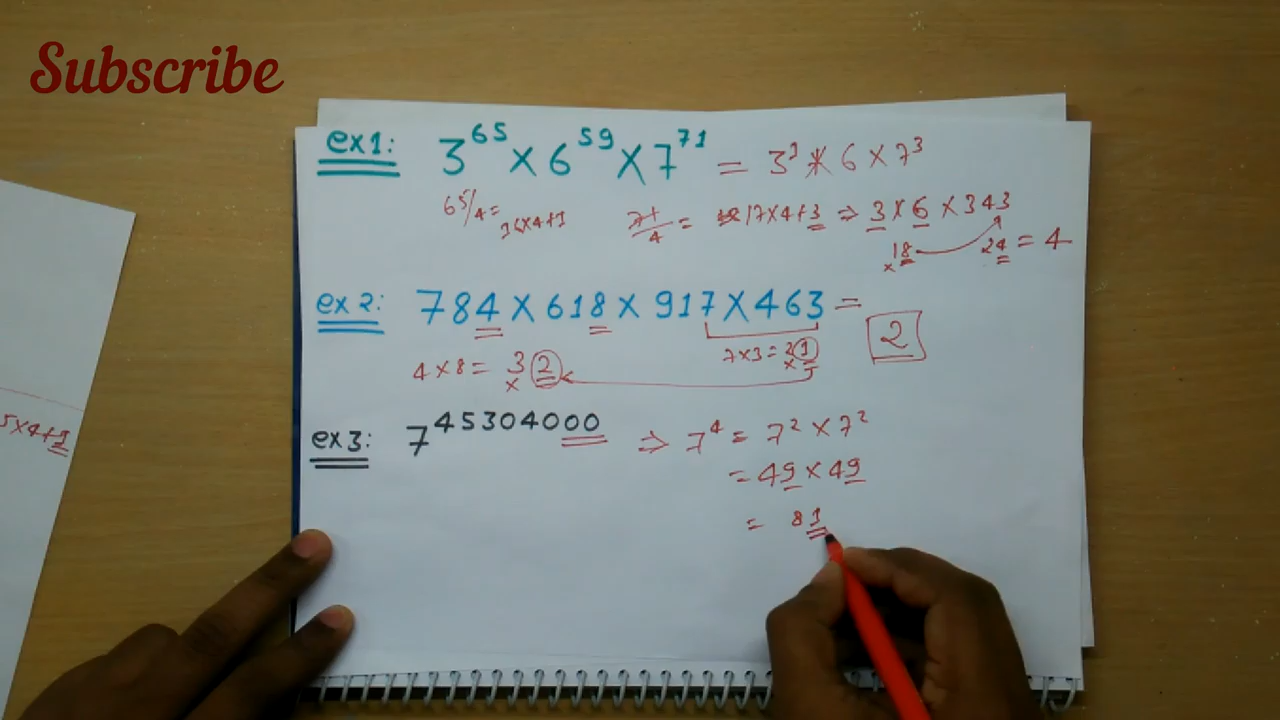 Subscribe
ex1: 3^65 × 6^59 × 7^71 = 3^1 × 6 × 7^3
65/4 = 16×4+1
71/4 = 17×4+3 ⇒ 3 × 6 × 343
18 24 = 4
ex 2: 784 × 618 × 917 × 463 = 2
4 × 8 = 32 7×3 = 21
ex3: 7^45304000 ⇒ 7^4 = 7^2 × 7^2
5×4+1 = 49 × 49
= 81